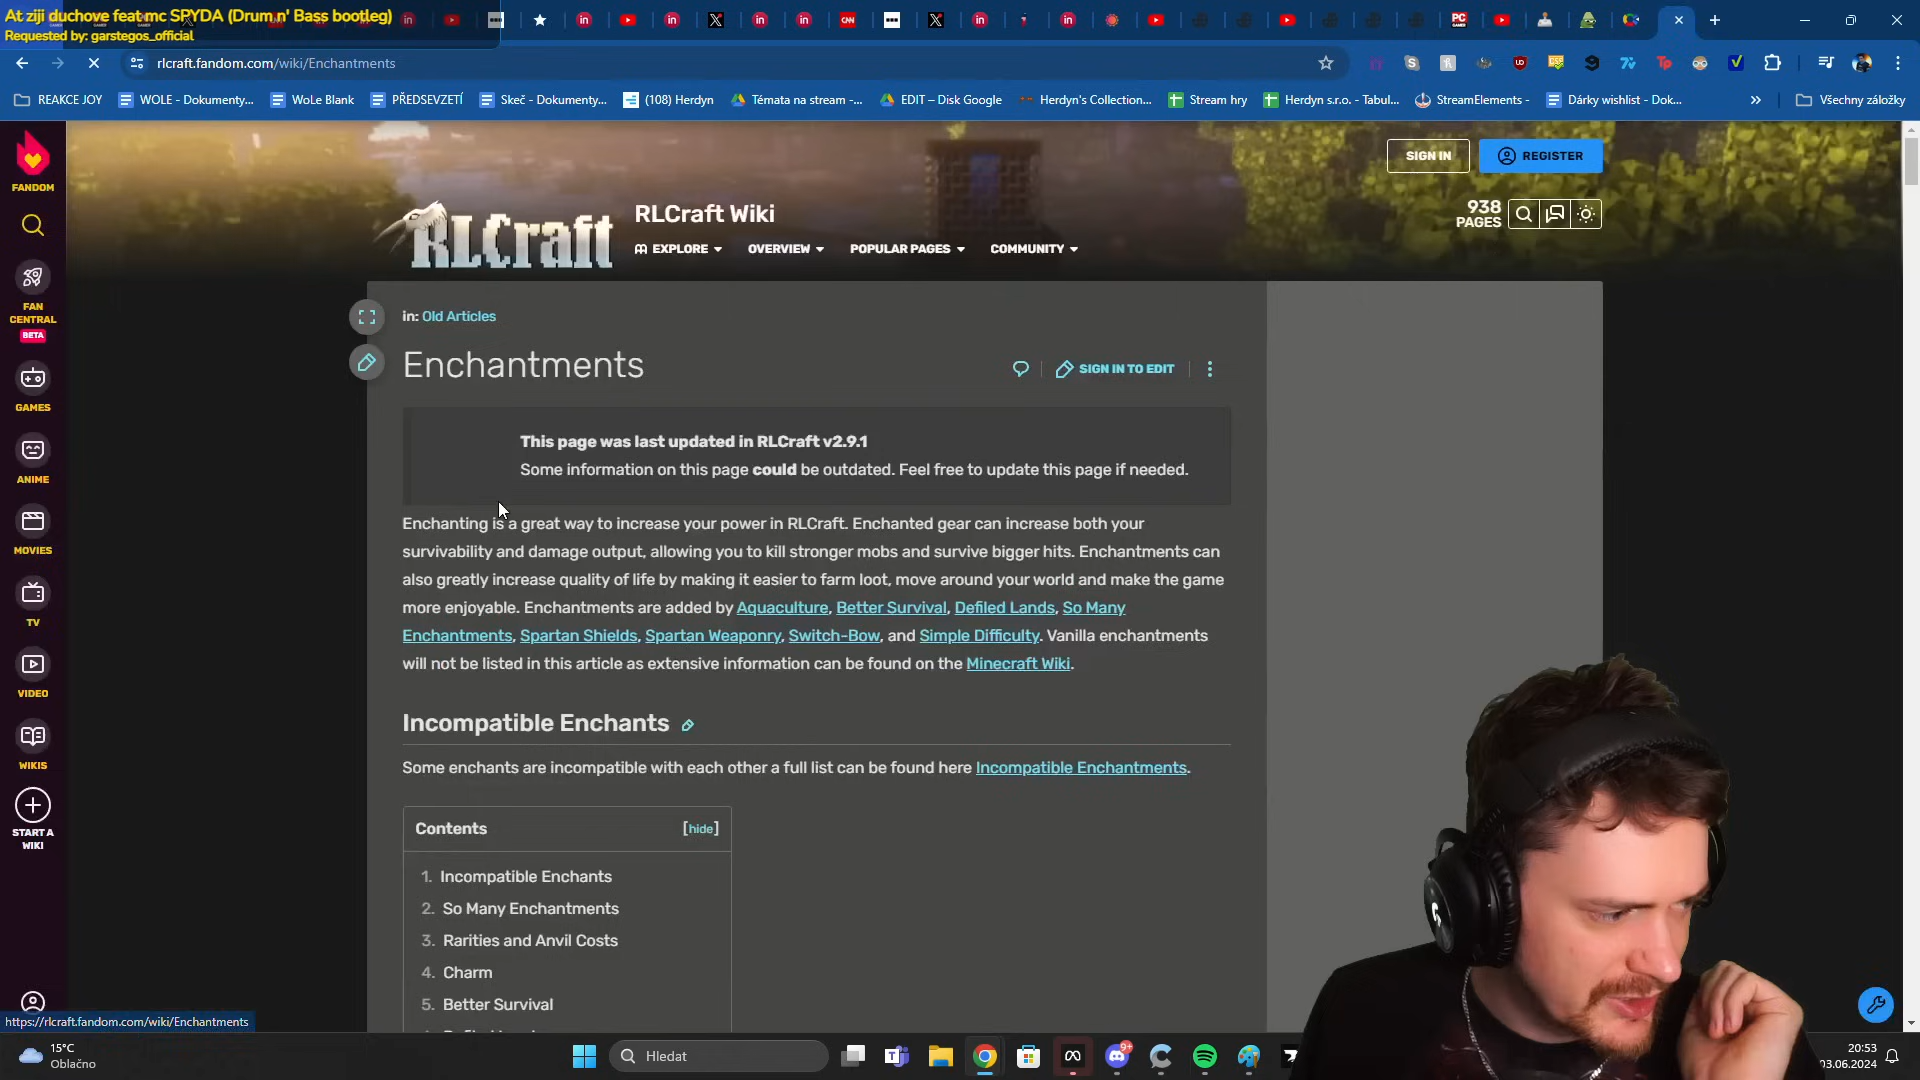 At ziji duchove feat mc SPYDA (Drum n' Bass bootleg)
Requested by: garstegos_official
rlcraft.fandom.com/wiki/Enchantments
REAKCE JOY
WOLE - Dokumenty...
WoLe Blank
PŘEDSEVZETÍ
Skeč - Dokumenty...
(108) Herdyn
Témata na stream -...
EDIT – Disk Google
Herdyn's Collection...
Stream hry
Herdyn s.r.o. - Tabul...
StreamElements -
Dárky wishlist - Dok...
Všechny záložky
FANDOM
FAN CENTRAL
BETA
GAMES
ANIME
MOVIES
TV
VIDEO
WIKIS
START A WIKI
SIGN IN
REGISTER
RLCraft
RLCraft Wiki
938 PAGES
EXPLORE
OVERVIEW
POPULAR PAGES
COMMUNITY
in: Old Articles
Enchantments
SIGN IN TO EDIT
This page was last updated in RLCraft v2.9.1
Some information on this page could be outdated. Feel free to update this page if needed.
Enchanting is a great way to increase your power in RLCraft. Enchanted gear can increase both your
survivability and damage output, allowing you to kill stronger mobs and survive bigger hits. Enchantments can
also greatly increase quality of life by making it easier to farm loot, move around your world and make the game
more enjoyable. Enchantments are added by Aquaculture, Better Survival, Defiled Lands, So Many
Enchantments, Spartan Shields, Spartan Weaponry, Switch-Bow, and Simple Difficulty. Vanilla enchantments
will not be listed in this article as extensive information can be found on the Minecraft Wiki.
Incompatible Enchants
Some enchants are incompatible with each other a full list can be found here Incompatible Enchantments.
Contents [hide]
1. Incompatible Enchants
2. So Many Enchantments
3. Rarities and Anvil Costs
4. Charm
5. Better Survival
https://rlcraft.fandom.com/wiki/Enchantments
15°C
Oblačno
Hledat
9+
20:53
03.06.2024